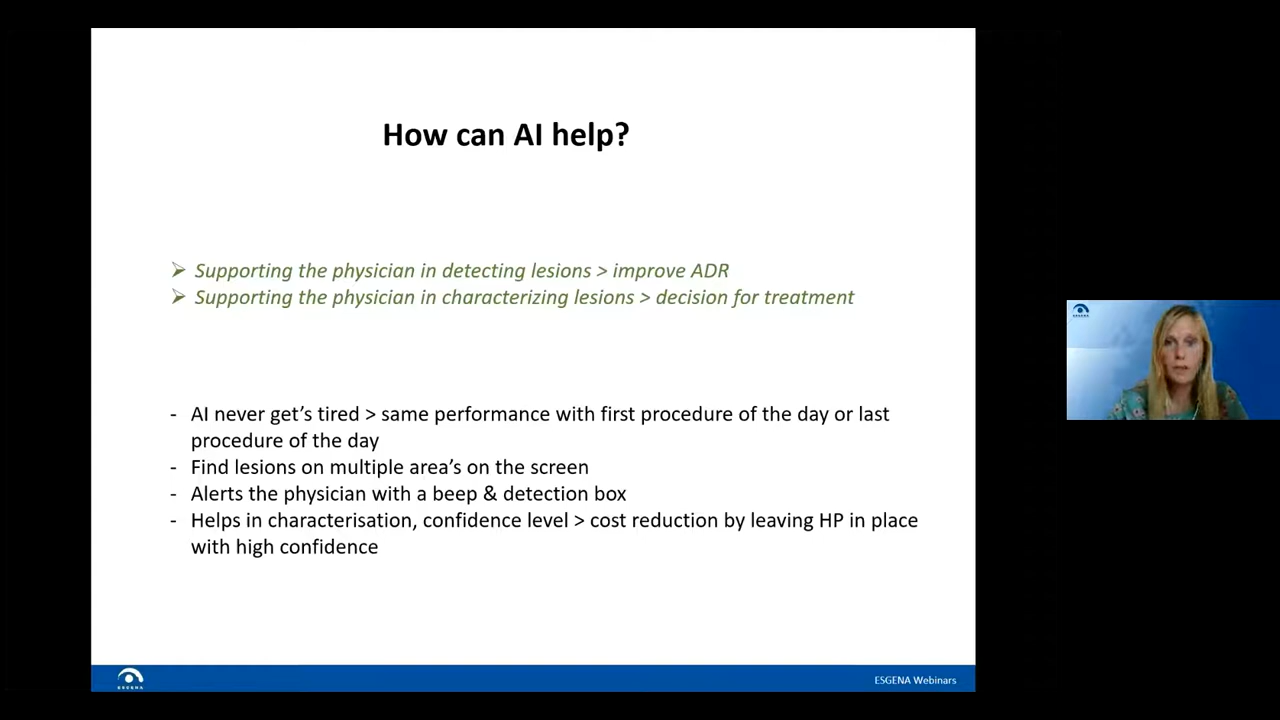 How can AI help?
Supporting the physician in detecting lesions > improve ADR
Supporting the physician in characterizing lesions > decision for treatment
- AI never get's tired > same performance with first procedure of the day or last
procedure of the day
- Find lesions on multiple area's on the screen
- Alerts the physician with a beep & detection box
- Helps in characterisation, confidence level > cost reduction by leaving HP in place
with high confidence
ESGENA
ESGENA
ESGENA Webinars